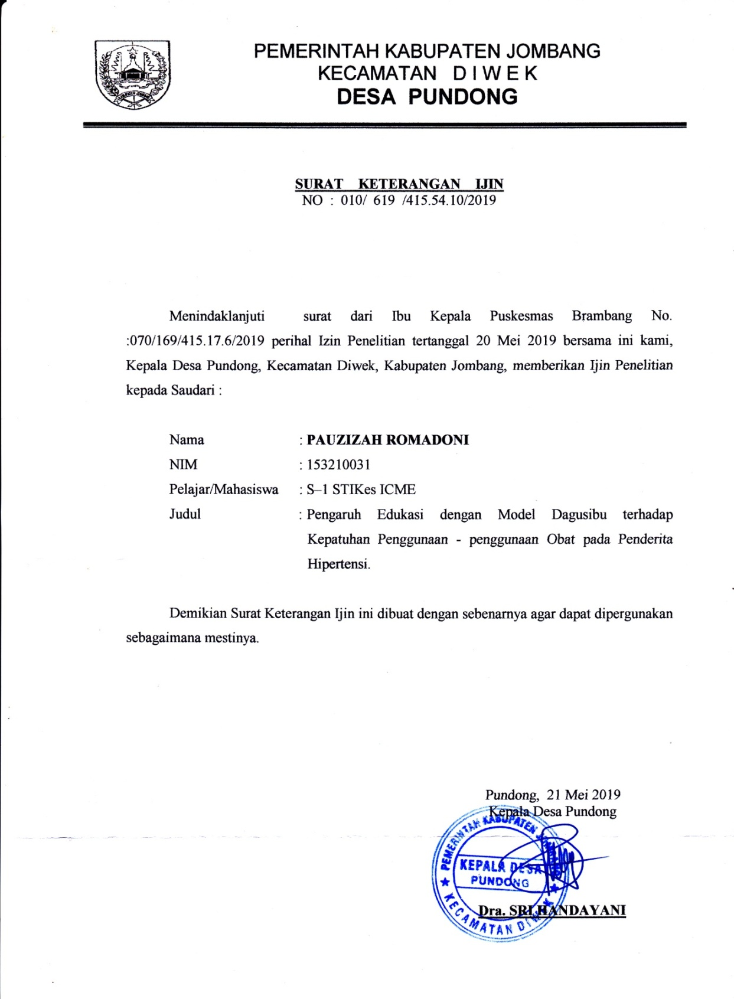 PEMERINTAH KABUPATEN JOMBANG
KECAMATAN D I W E K
DESA PUNDONG
SURAT KETERANGAN IJIN
NO : 010/ 619 /415.54.10/2019
Menindaklanjuti surat dari Ibu Kepala Puskesmas Brambang No.
:070/169/415.17.6/2019 perihal Izin Penelitian tertanggal 20 Mei 2019 bersama ini kami,
Kepala Desa Pundong, Kecamatan Diwek, Kabupaten Jombang, memberikan Ijin Penelitian
kepada Saudari :
Nama : PAUZIZAH ROMADONI
NIM : 153210031
Pelajar/Mahasiswa : S–1 STIKes ICME
Judul : Pengaruh Edukasi dengan Model Dagusibu terhadap
Kepatuhan Penggunaan - penggunaan Obat pada Penderita
Hipertensi.
Demikian Surat Keterangan Ijin ini dibuat dengan sebenarnya agar dapat dipergunakan
sebagaimana mestinya.
Pundong, 21 Mei 2019
Kepala Desa Pundong
PEMERINTAH KABUPATEN
KEPALA DESA
PUNDONG
KECAMATAN DIWEK
Dra. SRI HANDAYANI